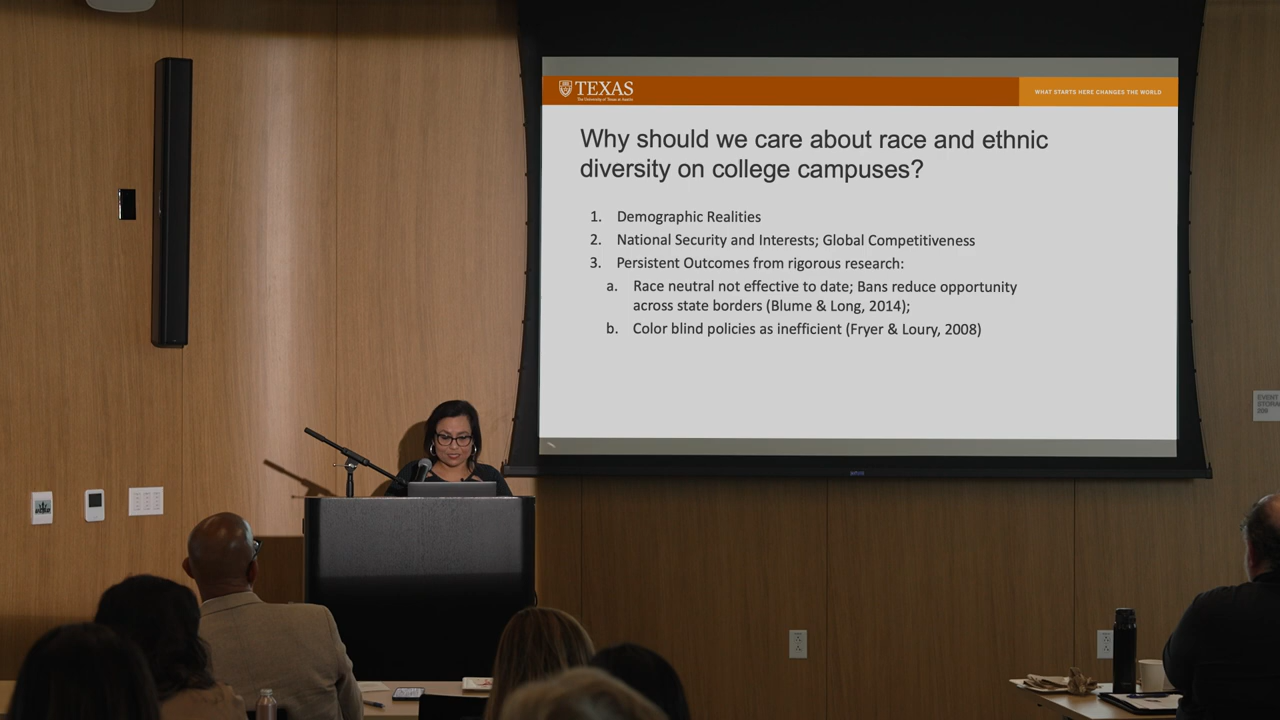 TEXAS
The University of Texas at Austin
WHAT STARTS HERE CHANGES THE WORLD
Why should we care about race and ethnic
diversity on college campuses?
1. Demographic Realities
2. National Security and Interests; Global Competitiveness
3. Persistent Outcomes from rigorous research:
a. Race neutral not effective to date; Bans reduce opportunity
across state borders (Blume & Long, 2014);
b. Color blind policies as inefficient (Fryer & Loury, 2008)
EVENT